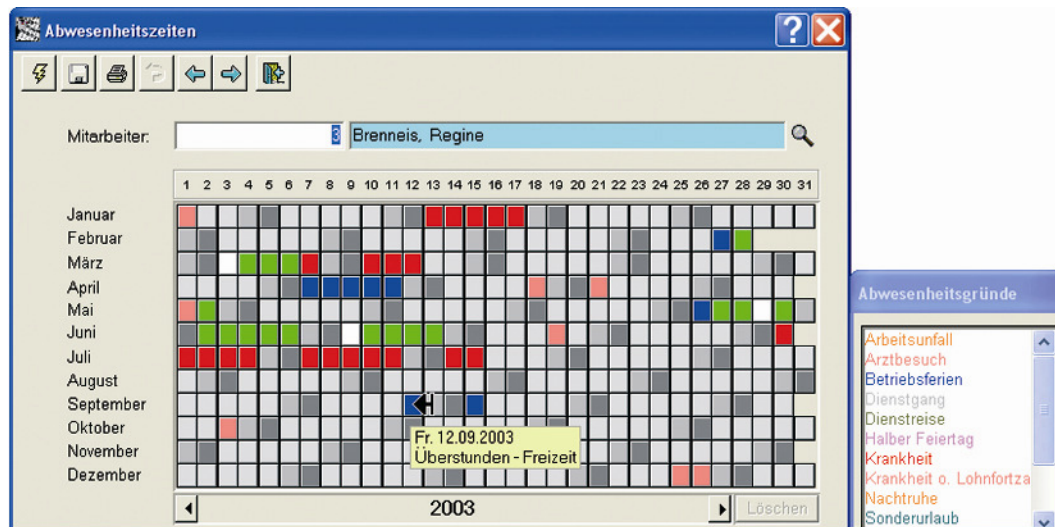 Abwesenheitszeiten
Mitarbeiter: 3 Brenneis, Regine
1 2 3 4 5 6 7 8 9 10 11 12 13 14 15 16 17 18 19 20 21 22 23 24 25 26 27 28 29 30 31
Januar
Februar
März
April
Mai
Juni
Juli
August
September
Oktober
November
Dezember
Fr. 12.09.2003
Überstunden - Freizeit
2003
Löschen
Abwesenheitsgründe
Arbeitsunfall
Arztbesuch
Betriebsferien
Dienstgang
Dienstreise
Halber Feiertag
Krankheit
Krankheit o. Lohnfortza
Nachtruhe
Sonderurlaub